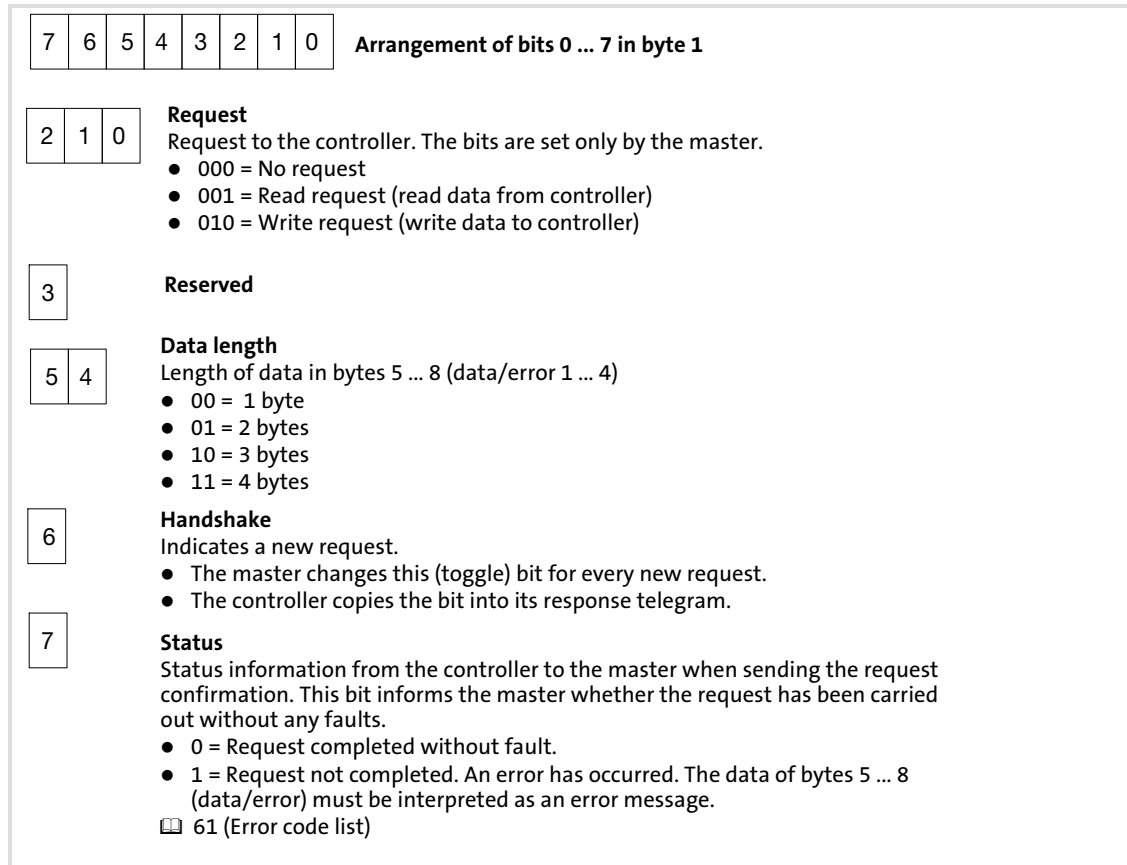 7 6 5 4 3 2 1 0 Arrangement of bits 0 ... 7 in byte 1
2 1 0
Request
Request to the controller. The bits are set only by the master.
● 000 = No request
● 001 = Read request (read data from controller)
● 010 = Write request (write data to controller)
3
Reserved
5 4
Data length
Length of data in bytes 5 ... 8 (data/error 1 ... 4)
● 00 = 1 byte
● 01 = 2 bytes
● 10 = 3 bytes
● 11 = 4 bytes
6
Handshake
Indicates a new request.
● The master changes this (toggle) bit for every new request.
● The controller copies the bit into its response telegram.
7
Status
Status information from the controller to the master when sending the request
confirmation. This bit informs the master whether the request has been carried
out without any faults.
● 0 = Request completed without fault.
● 1 = Request not completed. An error has occurred. The data of bytes 5 ... 8
(data/error) must be interpreted as an error message.
🕮 61 (Error code list)